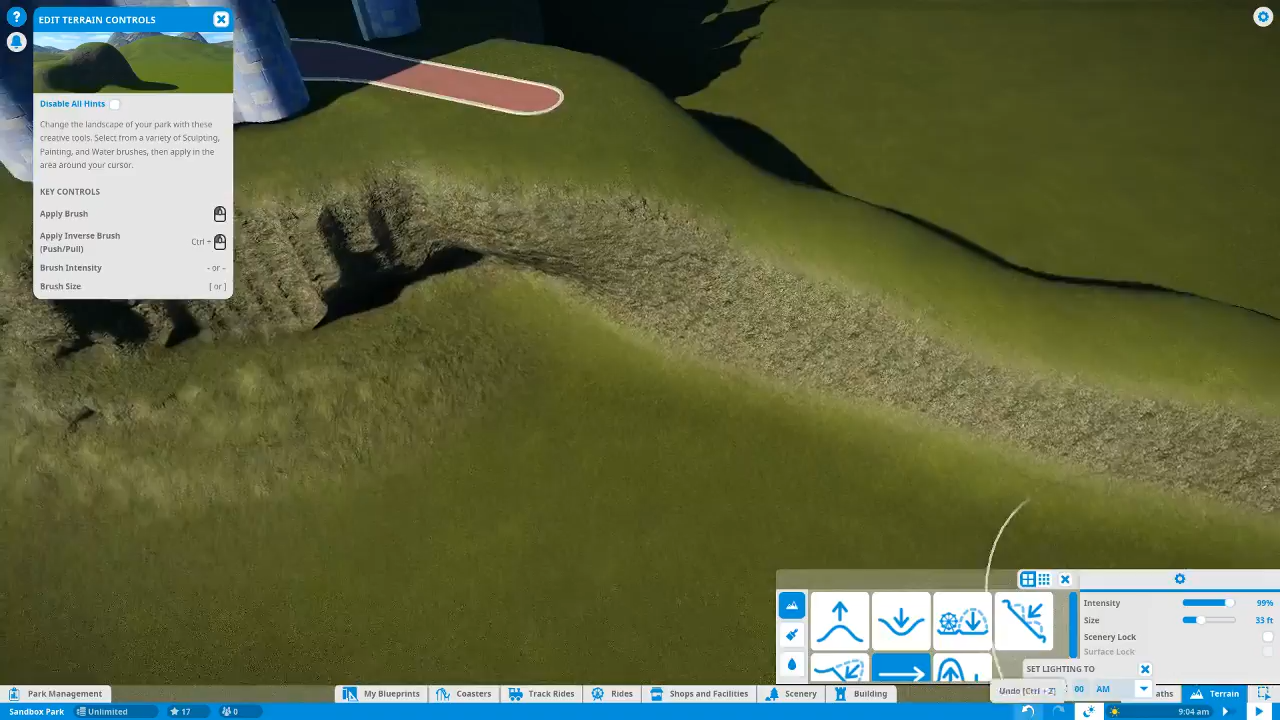 EDIT TERRAIN CONTROLS
Disable All Hints
Change the landscape of your park with these
creative tools. Select from a variety of Sculpting,
Painting, and Water brushes, then apply in the
area around your cursor.
KEY CONTROLS
Apply Brush
Apply Inverse Brush
(Push/Pull)
Ctrl +
Brush Intensity
- or -
Brush Size
[ or ]
Intensity
99%
Size
33 ft
Scenery Lock
Surface Lock
SET LIGHTING TO
Undo [Ctrl + Z]
00
AM
Park Management
My Blueprints
Coasters
Track Rides
Rides
Shops and Facilities
Scenery
Building
aths
Terrain
Sandbox Park
Unlimited
17
0
9:04 am